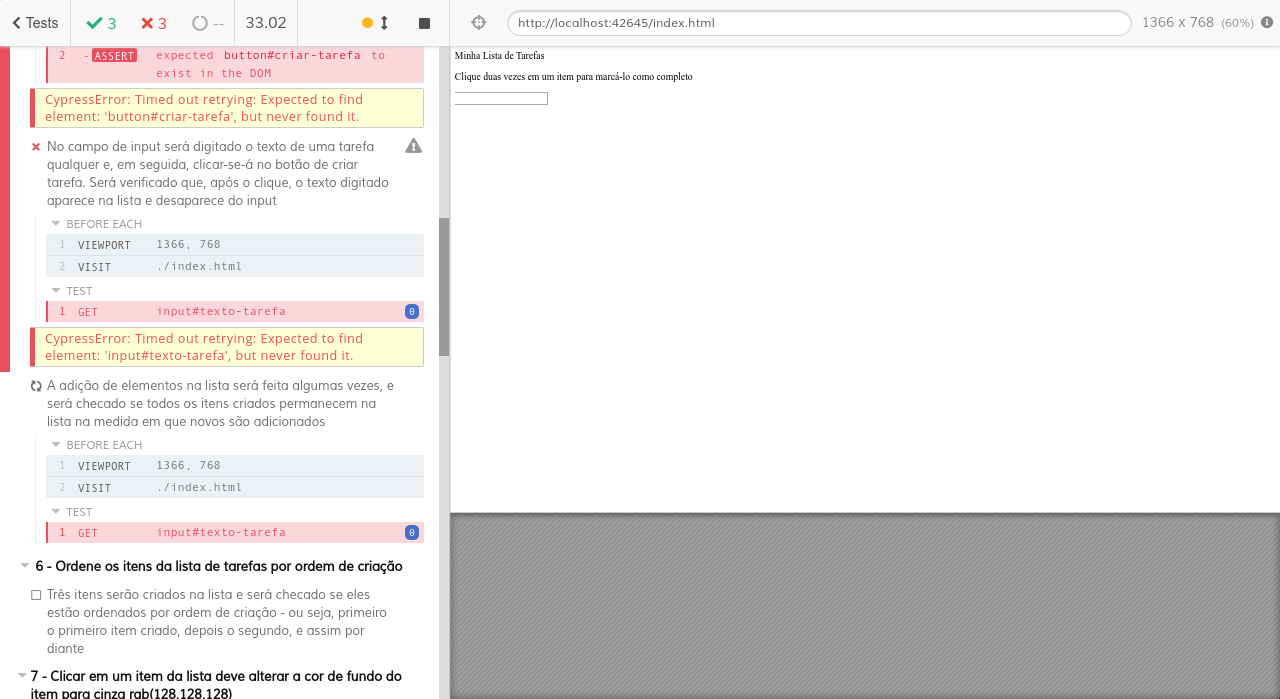 Tests
3
3
--
33.02
http://localhost:42645/index.html
1366 x 768 (60%)
2 -ASSERT expected button#criar-tarefa to
exist in the DOM
CypressError: Timed out retrying: Expected to find
element: 'button#criar-tarefa', but never found it.
No campo de input será digitado o texto de uma tarefa
qualquer e, em seguida, clicar-se-á no botão de criar
tarefa. Será verificado que, após o clique, o texto digitado
aparece na lista e desaparece do input
BEFORE EACH
1 VIEWPORT 1366, 768
2 VISIT ./index.html
TEST
1 GET input#texto-tarefa 0
CypressError: Timed out retrying: Expected to find
element: 'input#texto-tarefa', but never found it.
A adição de elementos na lista será feita algumas vezes, e
será checado se todos os itens criados permanecem na
lista na medida em que novos são adicionados
BEFORE EACH
1 VIEWPORT 1366, 768
2 VISIT ./index.html
TEST
1 GET input#texto-tarefa 0
6 - Ordene os itens da lista de tarefas por ordem de criação
Três itens serão criados na lista e será checado se eles
estão ordenados por ordem de criação - ou seja, primeiro
o primeiro item criado, depois o segundo, e assim por
diante
7 - Clicar em um item da lista deve alterar a cor de fundo do
item para cinza rgb(128,128,128)
Minha Lista de Tarefas
Clique duas vezes em um item para marcá-lo como completo